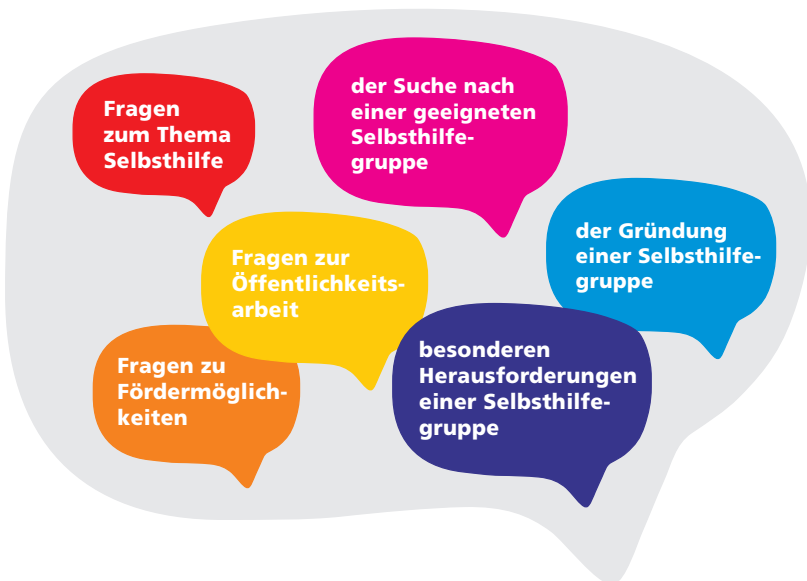 Fragen
zum Thema
Selbsthilfe
der Suche nach
einer geeigneten
Selbsthilfe-
gruppe
der Gründung
einer Selbsthilfe-
gruppe
Fragen zur
Öffentlichkeits-
arbeit
besonderen
Herausforderungen
einer Selbsthilfe-
gruppe
Fragen zu
Fördermöglich-
keiten